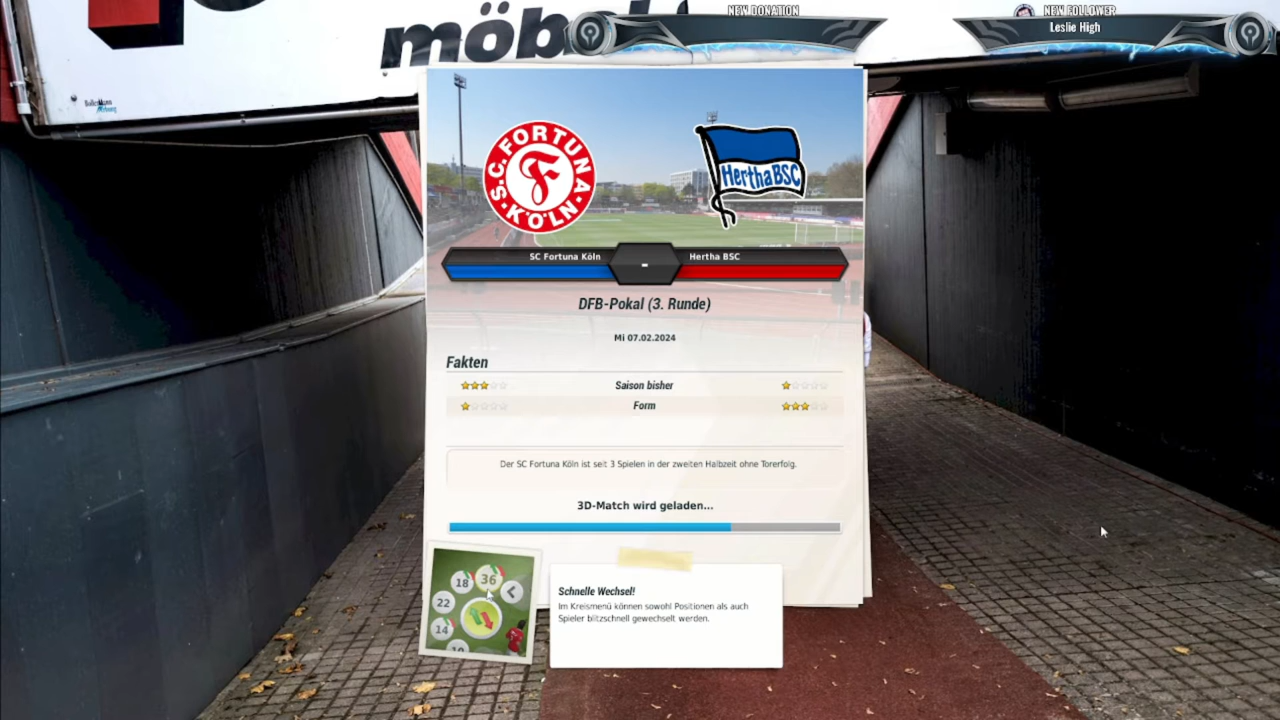 möbel
NEW DONATION
NEW FOLLOWER
Leslie High
S.C. FORTUNA KÖLN
F
Hertha BSC
SC Fortuna Köln
-
Hertha BSC
DFB-Pokal (3. Runde)
Mi 07.02.2024
Fakten
Saison bisher
Form
Der SC Fortuna Köln ist seit 3 Spielen in der zweiten Halbzeit ohne Torerfolg.
3D-Match wird geladen...
36
18
22
14
Schnelle Wechsel!
Im Kreismenü können sowohl Positionen als auch
Spieler blitzschnell gewechselt werden.